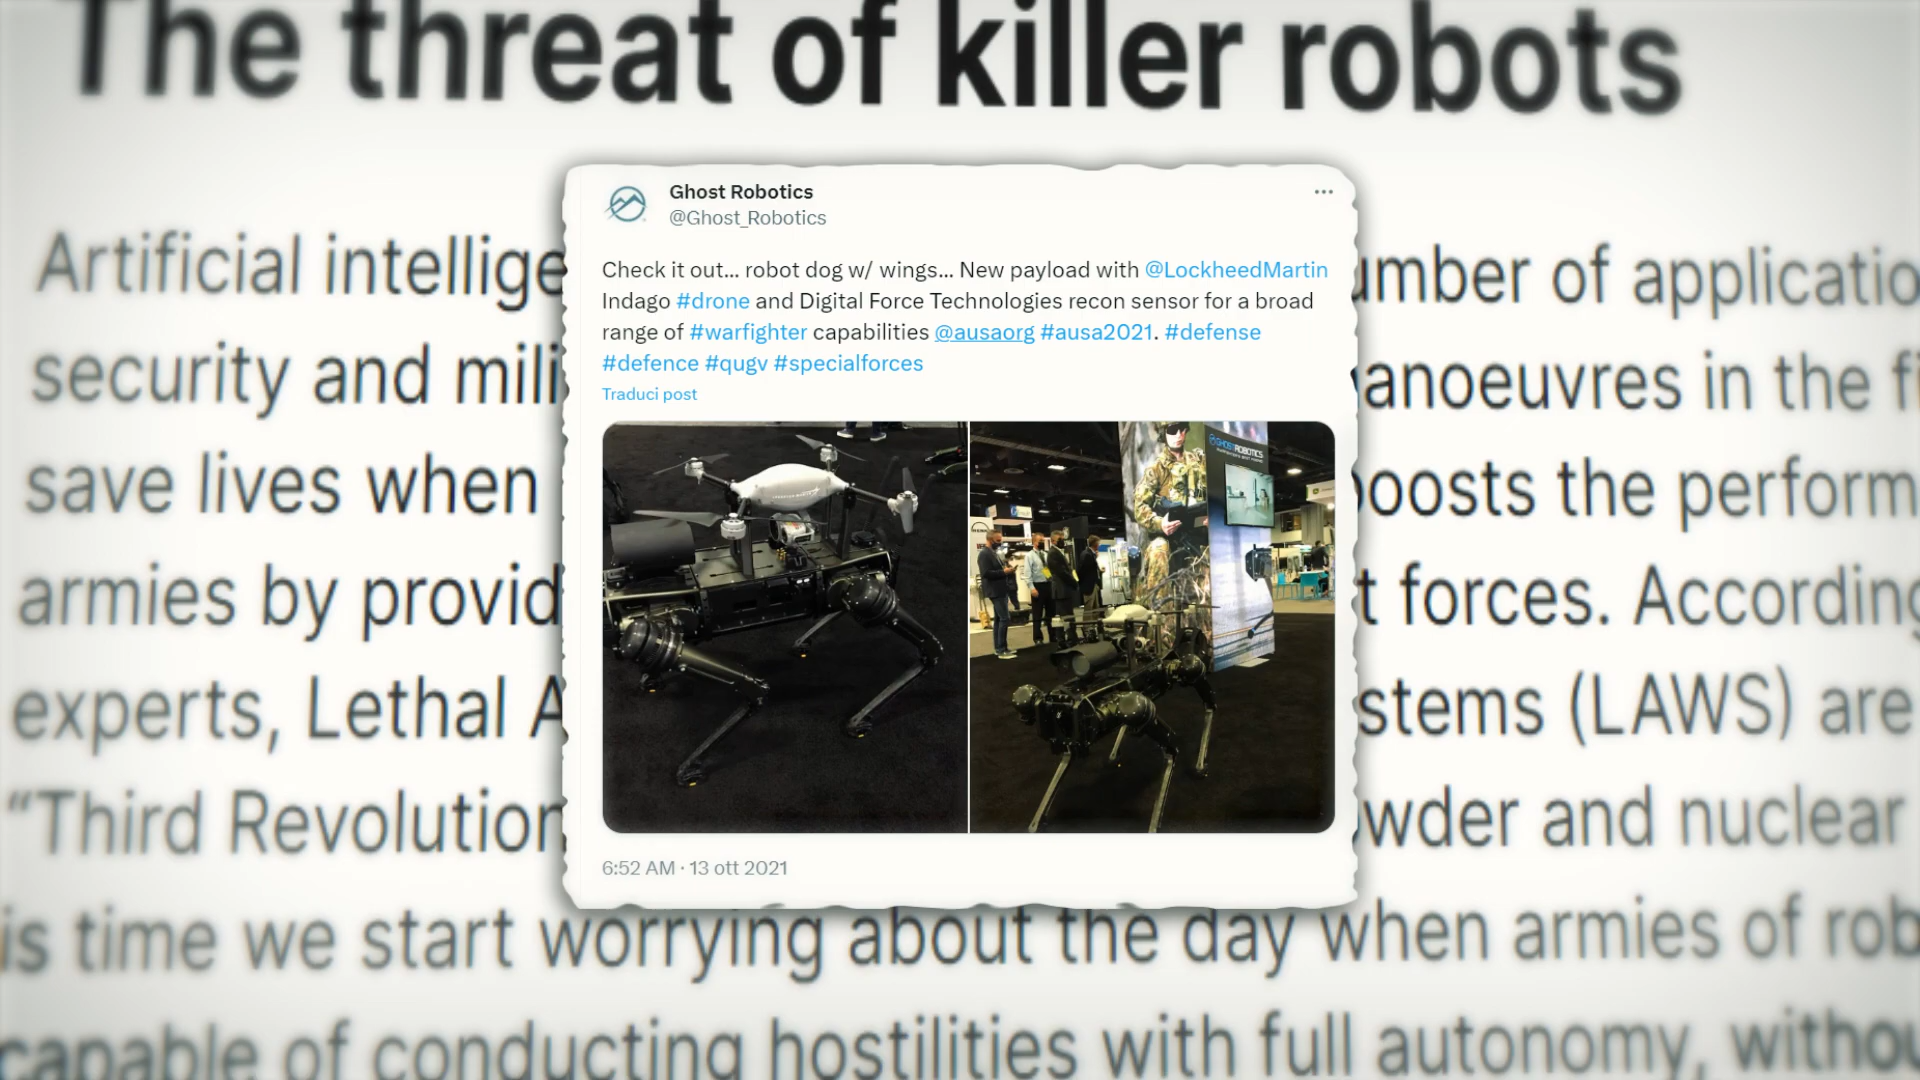 The threat of killer robots
Ghost Robotics
@Ghost_Robotics
Check it out... robot dog w/ wings... New payload with @LockheedMartin
Indago #drone and Digital Force Technologies recon sensor for a broad
range of #warfighter capabilities @ausaorg #ausa2021. #defense
#defence #qugv #specialforces
Traduci post
GHOSTROBOTICS
6:52 AM · 13 ott 2021
Artificial intellige umber of applicatio
security and mili anoeuvres in the fi
save lives when boosts the perform
armies by provid t forces. According
experts, Lethal A stems (LAWS) are
“Third Revolution wder and nuclear
is time we start worrying about the day when armies of rob
capable of conducting hostilities with full autonomy, withou